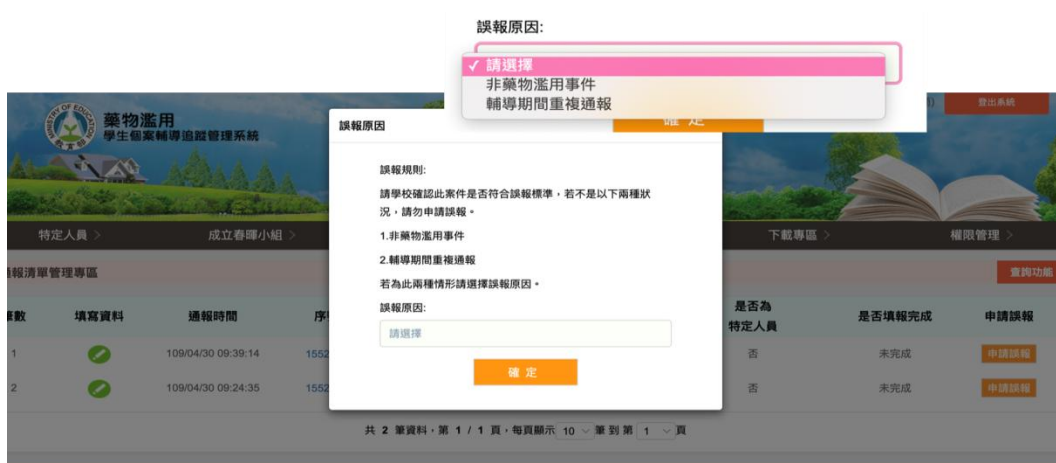 誤報原因:
✓ 請選擇
非藥物濫用事件
輔導期間重複通報
確 定
MINISTRY OF EDUCATION
教育部
藥物濫用
學生個案輔導追蹤管理系統
登出系統
特定人員 >
成立春暉小組 >
下載專區 >
權限管理 >
通報清單管理專區
查詢功能
筆數 填寫資料 通報時間 序 是否為特定人員 是否填報完成 申請誤報
1 109/04/30 09:39:14 1552 否 未完成 申請誤報
2 109/04/30 09:24:35 1552 否 未完成 申請誤報
共 2 筆資料,第 1 / 1 頁,每頁顯示 10 筆 到 第 1 頁
誤報原因
誤報規則:
請學校確認此案件是否符合誤報標準,若不是以下兩種狀
況,請勿申請誤報。
1.非藥物濫用事件
2.輔導期間重複通報
若為此兩種情形請選擇誤報原因。
誤報原因:
請選擇
確 定